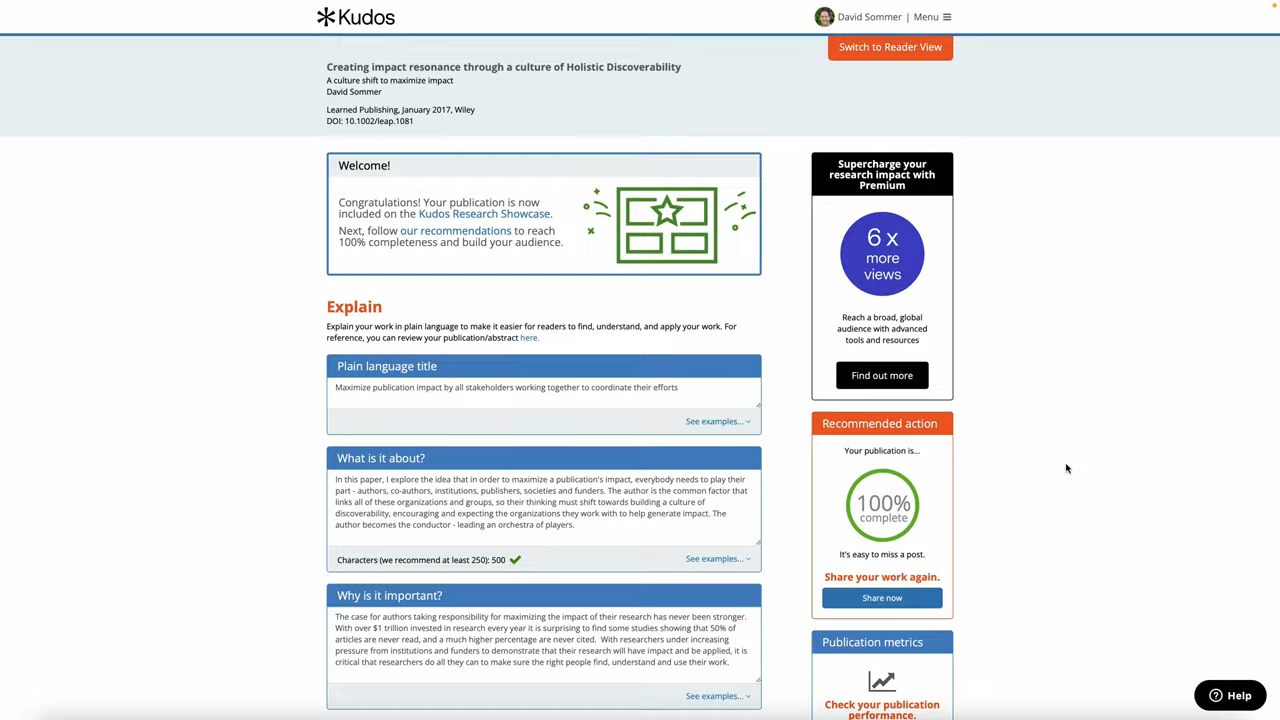 Kudos
David Sommer | Menu
Switch to Reader View
Creating impact resonance through a culture of Holistic Discoverability
A culture shift to maximize impact
David Sommer
Learned Publishing, January 2017, Wiley
DOI: 10.1002/leap.1081
Welcome!
Congratulations! Your publication is now
included on the Kudos Research Showcase.
Next, follow our recommendations to reach
100% completeness and build your audience.
Explain
Explain your work in plain language to make it easier for readers to find, understand, and apply your work. For
reference, you can review your publication/abstract here.
Plain language title
Maximize publication impact by all stakeholders working together to coordinate their efforts
See examples...
What is it about?
In this paper, I explore the idea that in order to maximize a publication's impact, everybody needs to play their
part - authors, co-authors, institutions, publishers, societies and funders. The author is the common factor that
links all of these organizations and groups, so their thinking must shift towards building a culture of
discoverability, encouraging and expecting the organizations they work with to help generate impact. The
author becomes the conductor - leading an orchestra of players.
Characters (we recommend at least 250): 500
See examples...
Why is it important?
The case for authors taking responsibility for maximizing the impact of their research has never been stronger.
With over $1 trillion invested in research every year it is surprising to find some studies showing that 50% of
articles are never read, and a much higher percentage are never cited. With researchers under increasing
pressure from institutions and funders to demonstrate that their research will have impact and be applied, it is
critical that researchers do all they can to make sure the right people find, understand and use their work.
See examples...
Supercharge your
research impact with
Premium
6 x
more
views
Reach a broad, global
audience with advanced
tools and resources
Find out more
Recommended action
Your publication is...
100%
complete
It's easy to miss a post.
Share your work again.
Share now
Publication metrics
Check your publication
performance.
Help